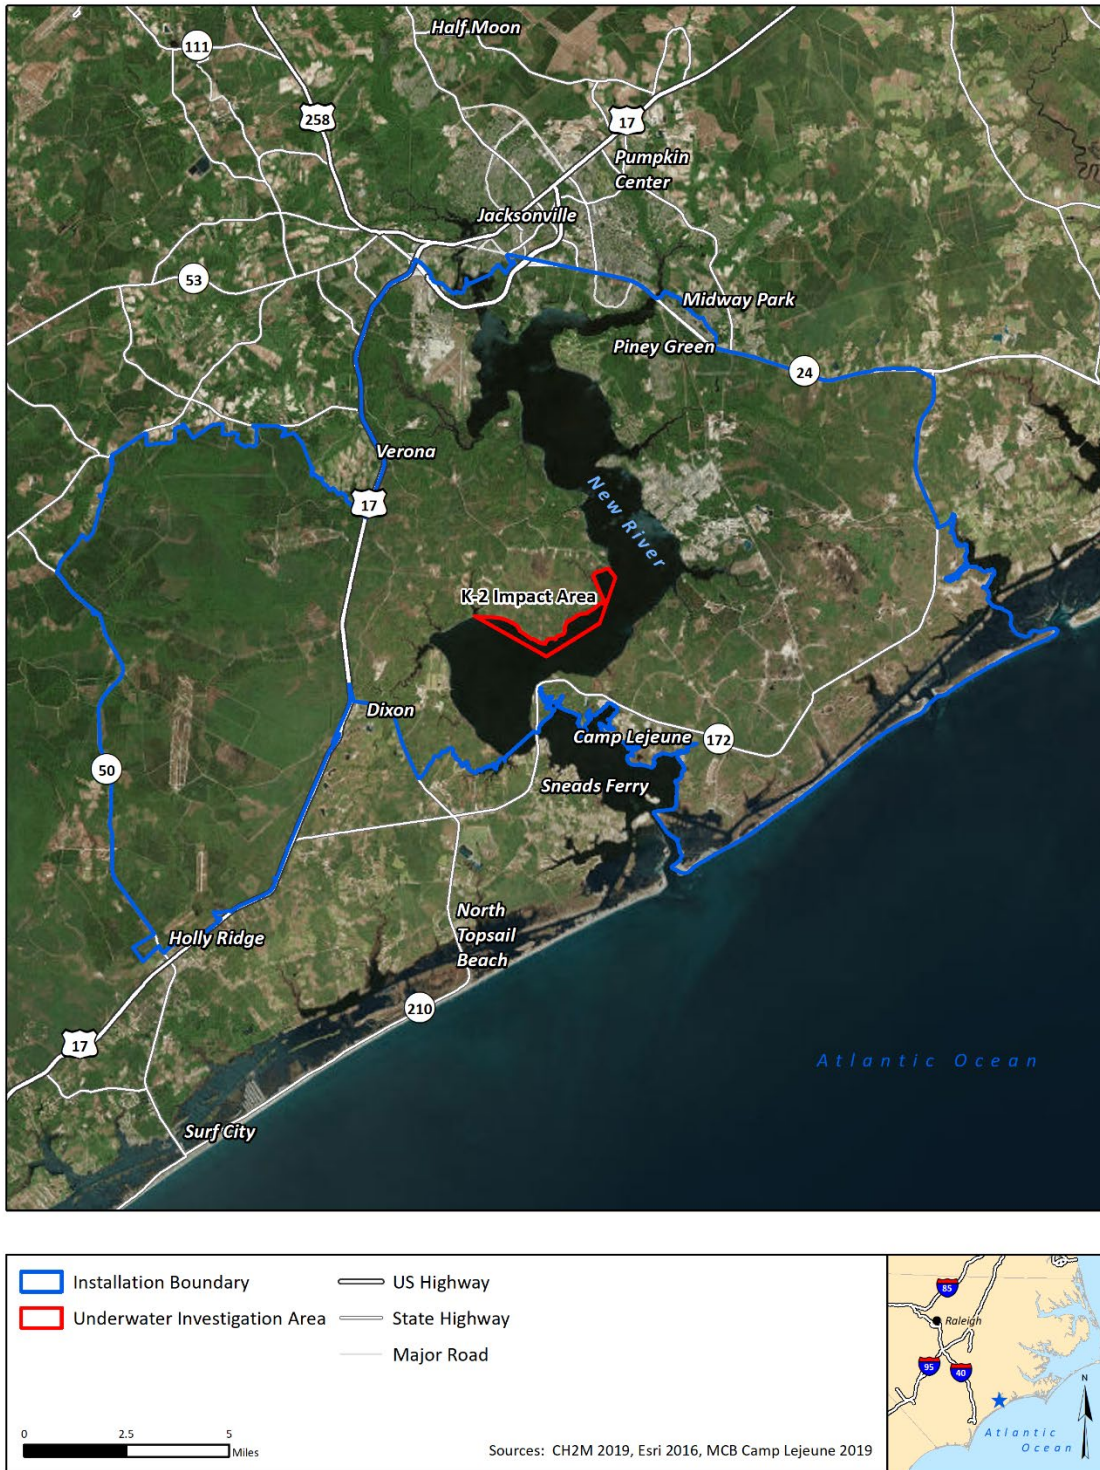 Half Moon
111
258
17
Pumpkin
Center
Jacksonville
53
Midway Park
Piney Green
24
Verona
17
New River
K-2 Impact Area
Dixon
Camp Lejeune
172
50
Sneads Ferry
North
Topsail
Beach
Holly Ridge
210
17
Atlantic Ocean
Surf City
Installation Boundary
US Highway
Underwater Investigation Area
State Highway
Major Road
0
2.5
5
Miles
Sources: CH2M 2019, Esri 2016, MCB Camp Lejeune 2019
85
Raleigh
95
40
N
Atlantic
Ocean